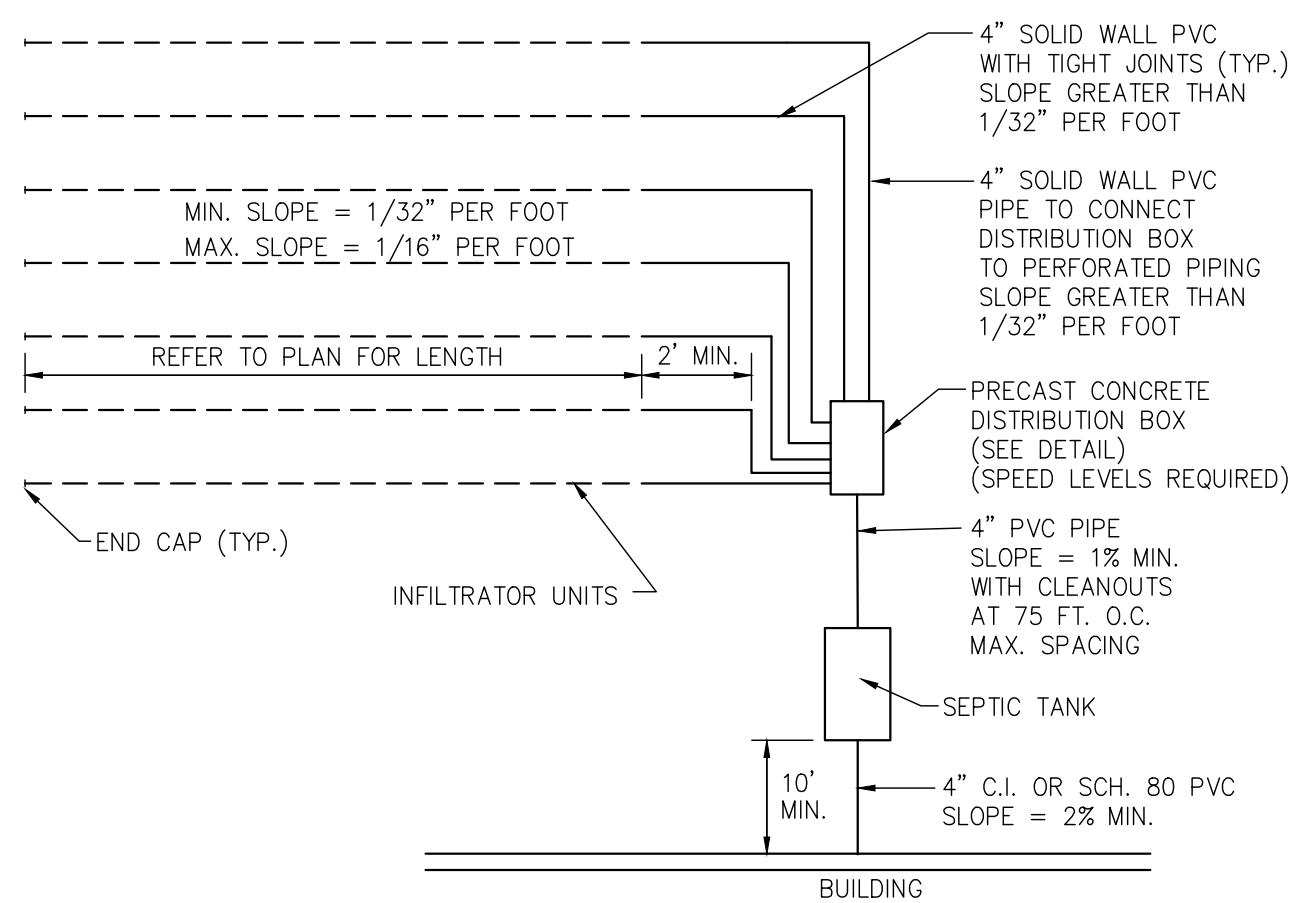 4” SOLID WALL PVC
WITH TIGHT JOINTS (TYP.)
SLOPE GREATER THAN
1/32” PER FOOT
4” SOLID WALL PVC
PIPE TO CONNECT
DISTRIBUTION BOX
TO PERFORATED PIPING
SLOPE GREATER THAN
1/32” PER FOOT
MIN. SLOPE = 1/32” PER FOOT
MAX. SLOPE = 1/16” PER FOOT
REFER TO PLAN FOR LENGTH
2’ MIN.
PRECAST CONCRETE
DISTRIBUTION BOX
(SEE DETAIL)
(SPEED LEVELS REQUIRED)
END CAP (TYP.)
INFILTRATOR UNITS
4” PVC PIPE
SLOPE = 1% MIN.
WITH CLEANOUTS
AT 75 FT. O.C.
MAX. SPACING
SEPTIC TANK
10’
MIN.
4” C.I. OR SCH. 80 PVC
SLOPE = 2% MIN.
BUILDING